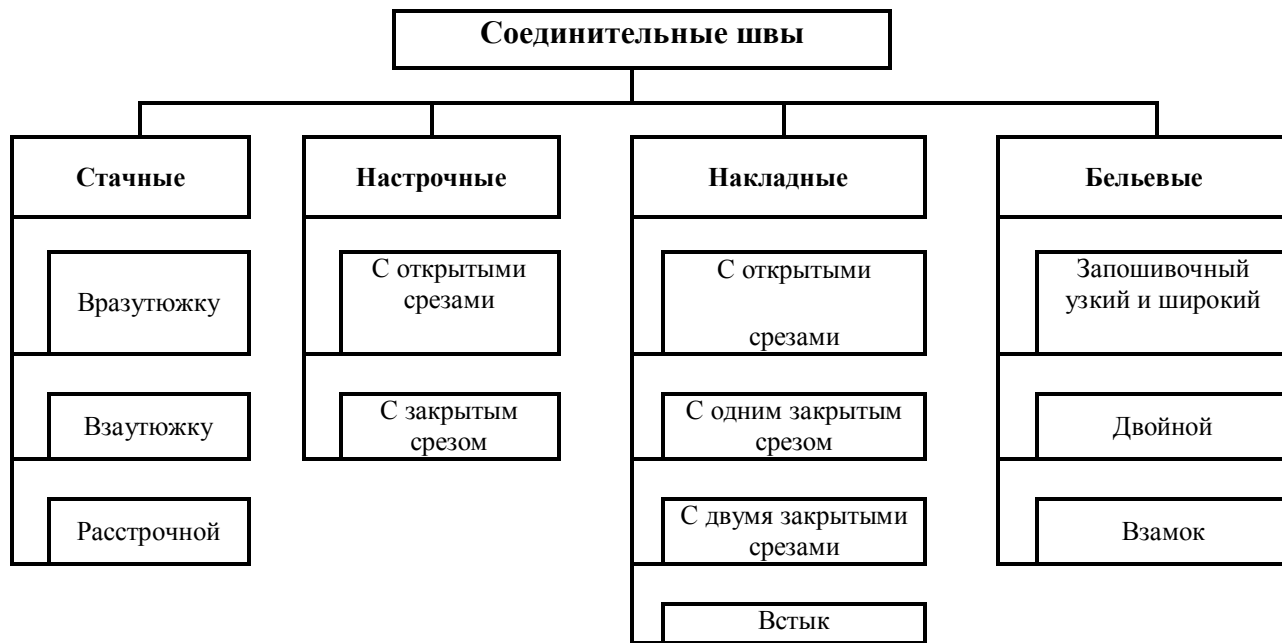 Соединительные швы
Стачные
Настрочные
Накладные
Бельевые
Вразутюжку
С открытыми
срезами
С открытыми
срезами
Запошивочный
узкий и широкий
Взаутюжку
С закрытым
срезом
С одним закрытым
срезом
Двойной
Расстрочной
С двумя закрытыми
срезами
Взамок
Встык